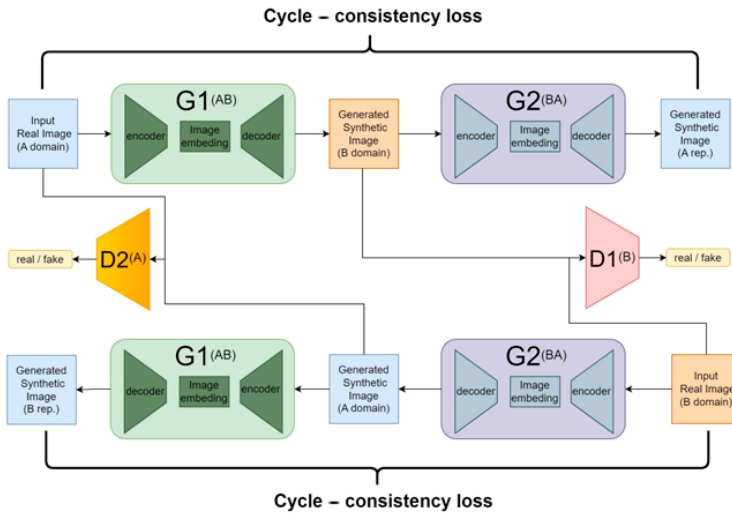 Cycle – consistency loss
Input
Real Image
(A domain)
G1(AB)
encoder
Image
embeding
decoder
Generated
Synthetic
Image
(B domain)
G2(BA)
encoder
Image
embeding
decoder
Generated
Synthetic
Image
(A rep.)
real / fake
D2(A)
D1(B)
real / fake
Generated
Synthetic
Image
(B rep.)
G1(AB)
decoder
Image
embeding
encoder
Generated
Synthetic
Image
(A domain)
G2(BA)
decoder
Image
embeding
encoder
Input
Real Image
(B domain)
Cycle – consistency loss